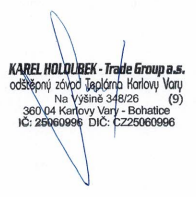 KAREL HOLOUBEK - Trade Group a.s.
odštěpný závod Teplárna Karlovy Vary
Na Výšině 348/26 (9)
360 04 Karlovy Vary - Bohatice
IČ: 25060996 DIČ: CZ25060996